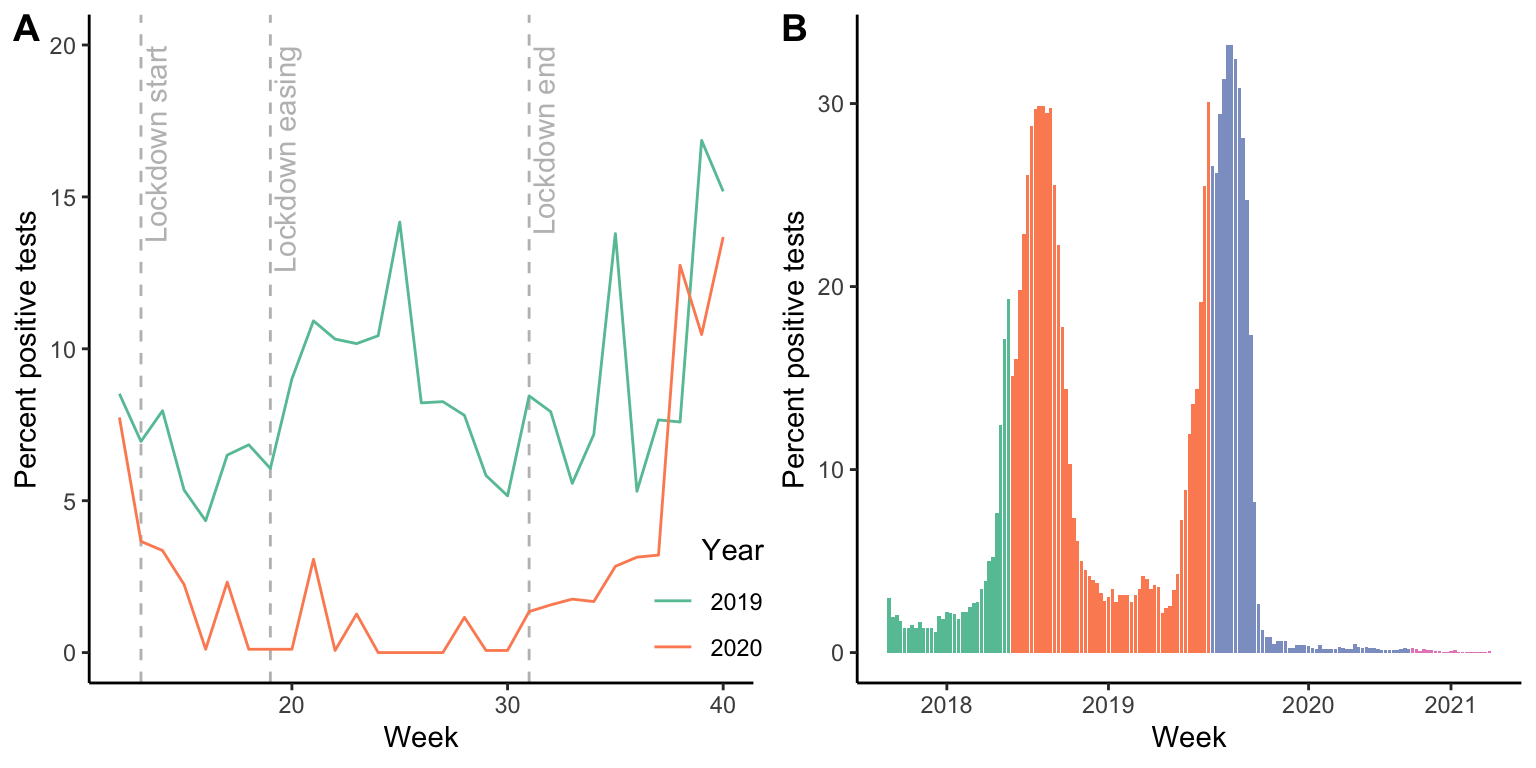 A
Percent positive tests
20
15
10
5
0
Lockdown start
Lockdown easing
Lockdown end
Year
2019
2020
20
30
40
Week
B
Percent positive tests
30
20
10
0
2018
2019
2020
2021
Week